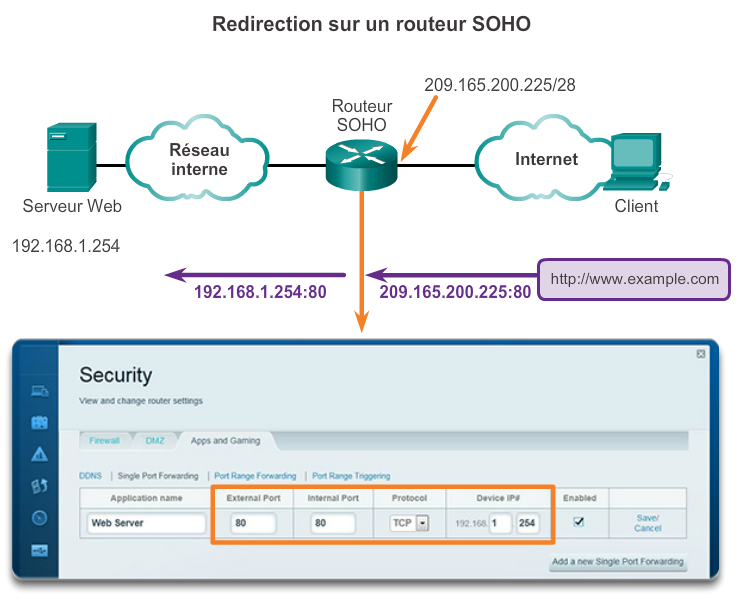 Redirection sur un routeur SOHO
209.165.200.225/28
Routeur
SOHO
Réseau
interne
Internet
Serveur Web
Client
192.168.1.254
192.168.1.254:80
209.165.200.225:80
http://www.example.com
Security
View and change router settings
Firewall DMZ Apps and Gaming
DDNS | Single Port Forwarding | Port Range Forwarding | Port Range Triggering
Application name External Port Internal Port Protocol Device IP# Enabled
Web Server 80 80 TCP 192.168. 1 . 254 Save/
Cancel
Add a new Single Port Forwarding